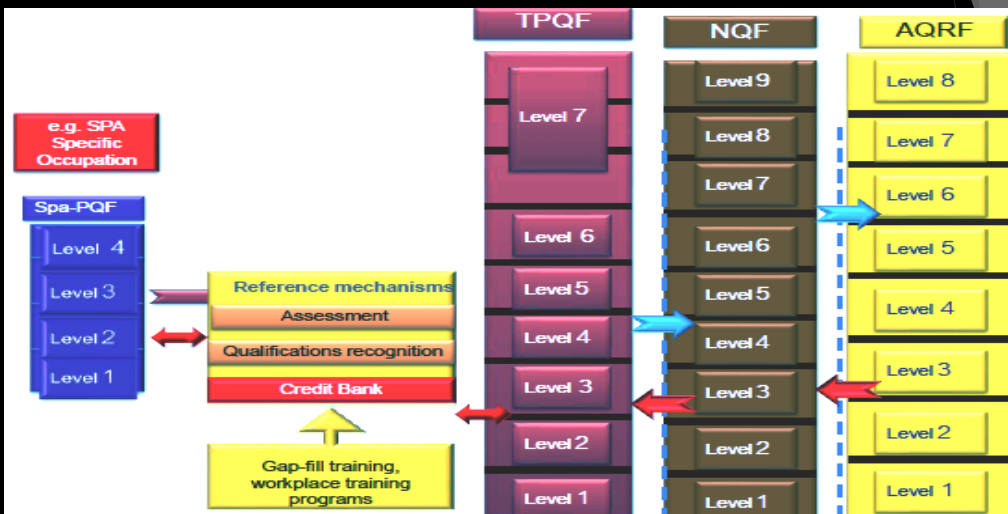 TPQF
NQF
AQRF
e.g. SPA
Specific
Occupation
Spa-PQF
Level 4
Level 3
Level 2
Level 1
Reference mechanisms
Assessment
Qualifications recognition
Credit Bank
Gap-fill training,
workplace training
programs
Level 7
Level 6
Level 5
Level 4
Level 3
Level 2
Level 1
Level 9
Level 8
Level 7
Level 6
Level 5
Level 4
Level 3
Level 2
Level 1
Level 8
Level 7
Level 6
Level 5
Level 4
Level 3
Level 2
Level 1